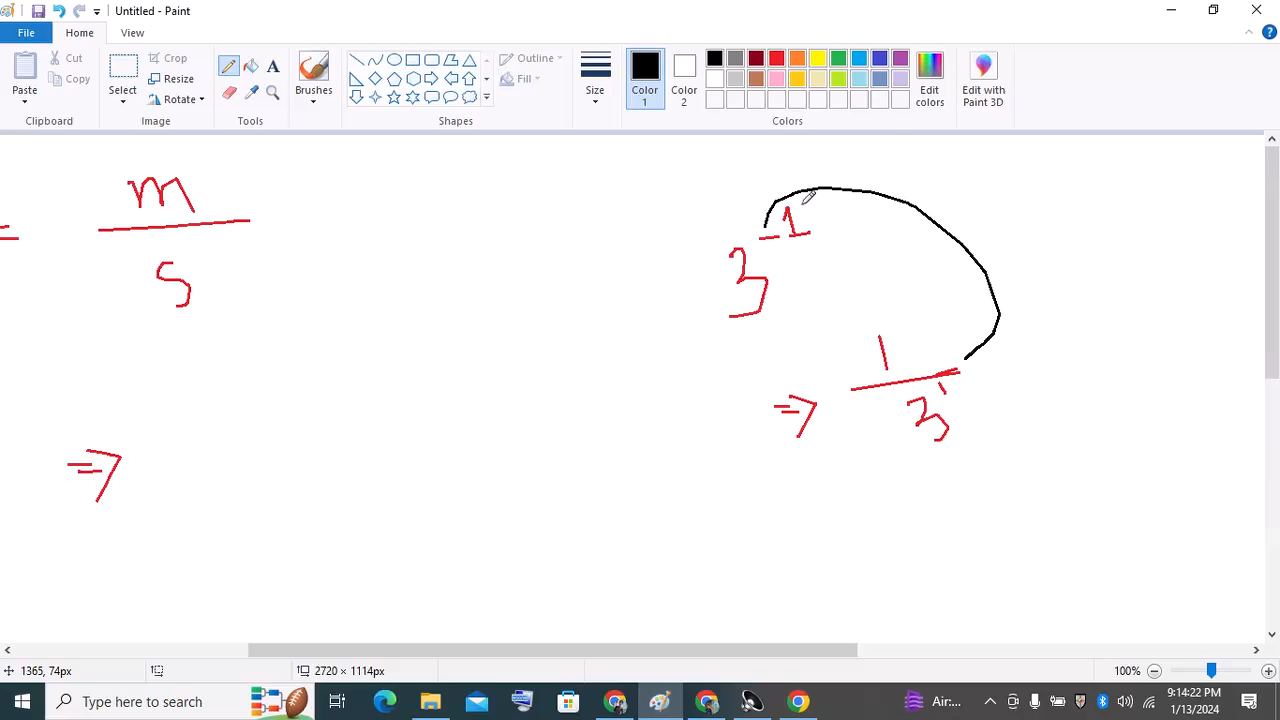 Untitled - Paint
File
Home
View
Paste
Cut
Copy
Clipboard
Select
Crop
Resize
Rotate
Image
A
Tools
Brushes
Outline
Fill
Shapes
Size
Color 1
Color 2
Edit colors
Colors
Edit with Paint 3D
m
s
=
3
-1
=>
1
3
=>
1365, 74px
2720 × 1114px
100%
Type here to search
Air:...
9:14:22 PM
1/13/2024